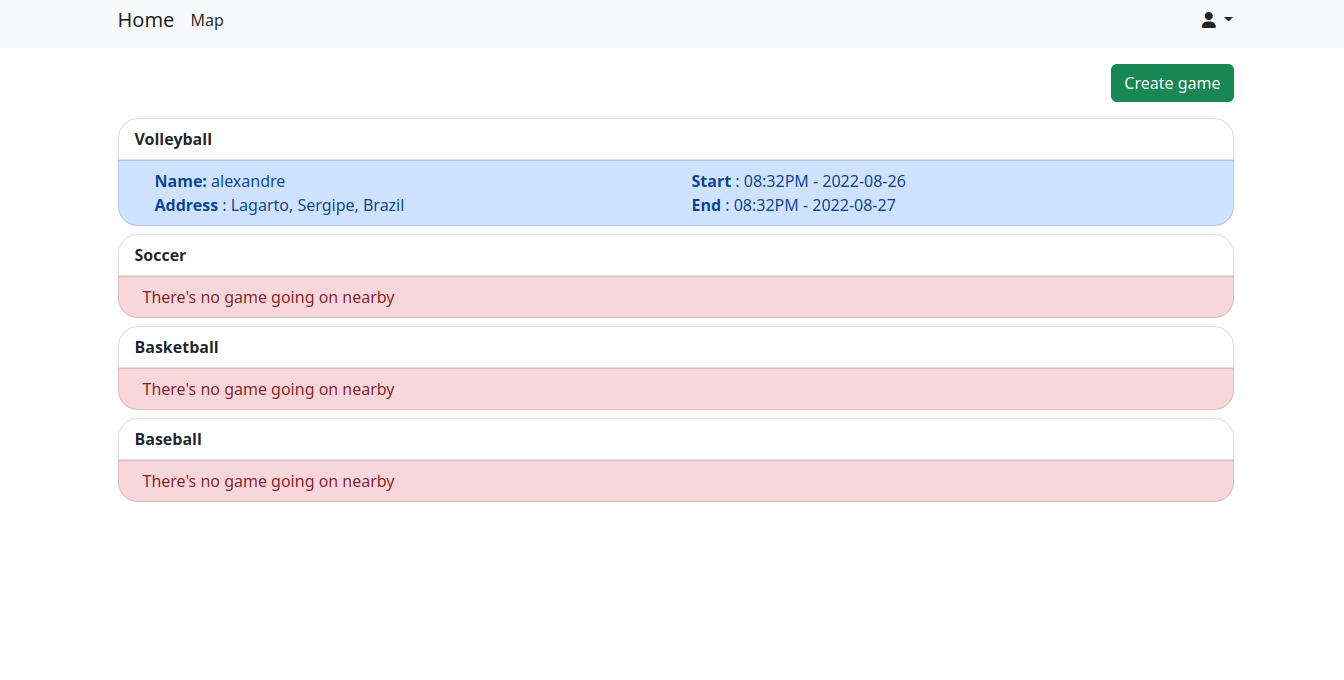 Home Map
Create game
Volleyball
Name: alexandre Start : 08:32PM - 2022-08-26
Address : Lagarto, Sergipe, Brazil End : 08:32PM - 2022-08-27
Soccer
There's no game going on nearby
Basketball
There's no game going on nearby
Baseball
There's no game going on nearby